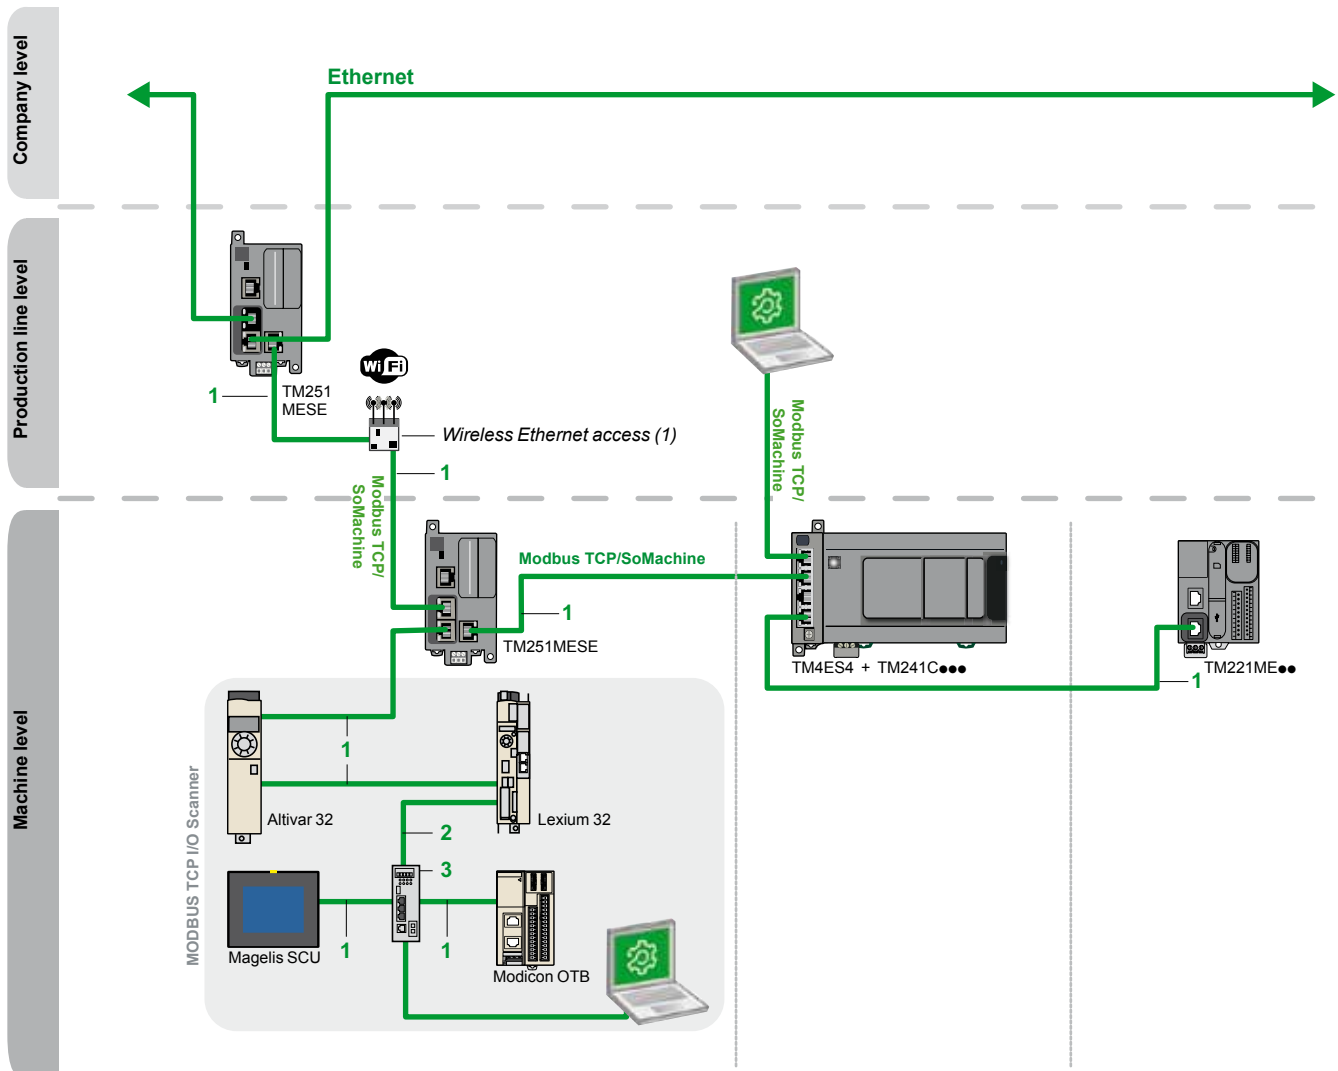 Company level
Ethernet
Production line level
1
TM251
MESE
WiFi
Wireless Ethernet access (1)
1
Modbus TCP/
SoMachine
Modbus TCP/
SoMachine
Machine level
Modbus TCP/SoMachine
1
TM251MESE
TM4ES4 + TM241C●●●
TM221ME●●
1
MODBUS TCP I/O Scanner
1
Altivar 32
Lexium 32
2
3
1
1
Magelis SCU
Modicon OTB